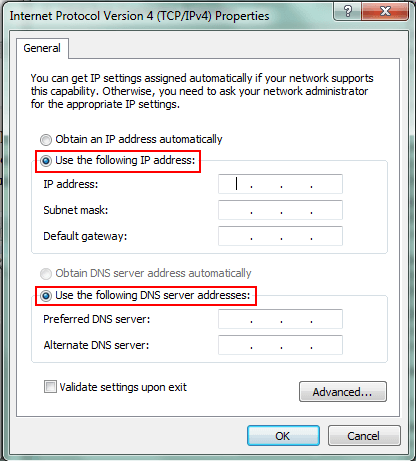 Internet Protocol Version 4 (TCP/IPv4) Properties
General
You can get IP settings assigned automatically if your network supports
this capability. Otherwise, you need to ask your network administrator
for the appropriate IP settings.
Obtain an IP address automatically
Use the following IP address:
IP address:
Subnet mask:
Default gateway:
Obtain DNS server address automatically
Use the following DNS server addresses:
Preferred DNS server:
Alternate DNS server:
Validate settings upon exit
Advanced...
OK
Cancel